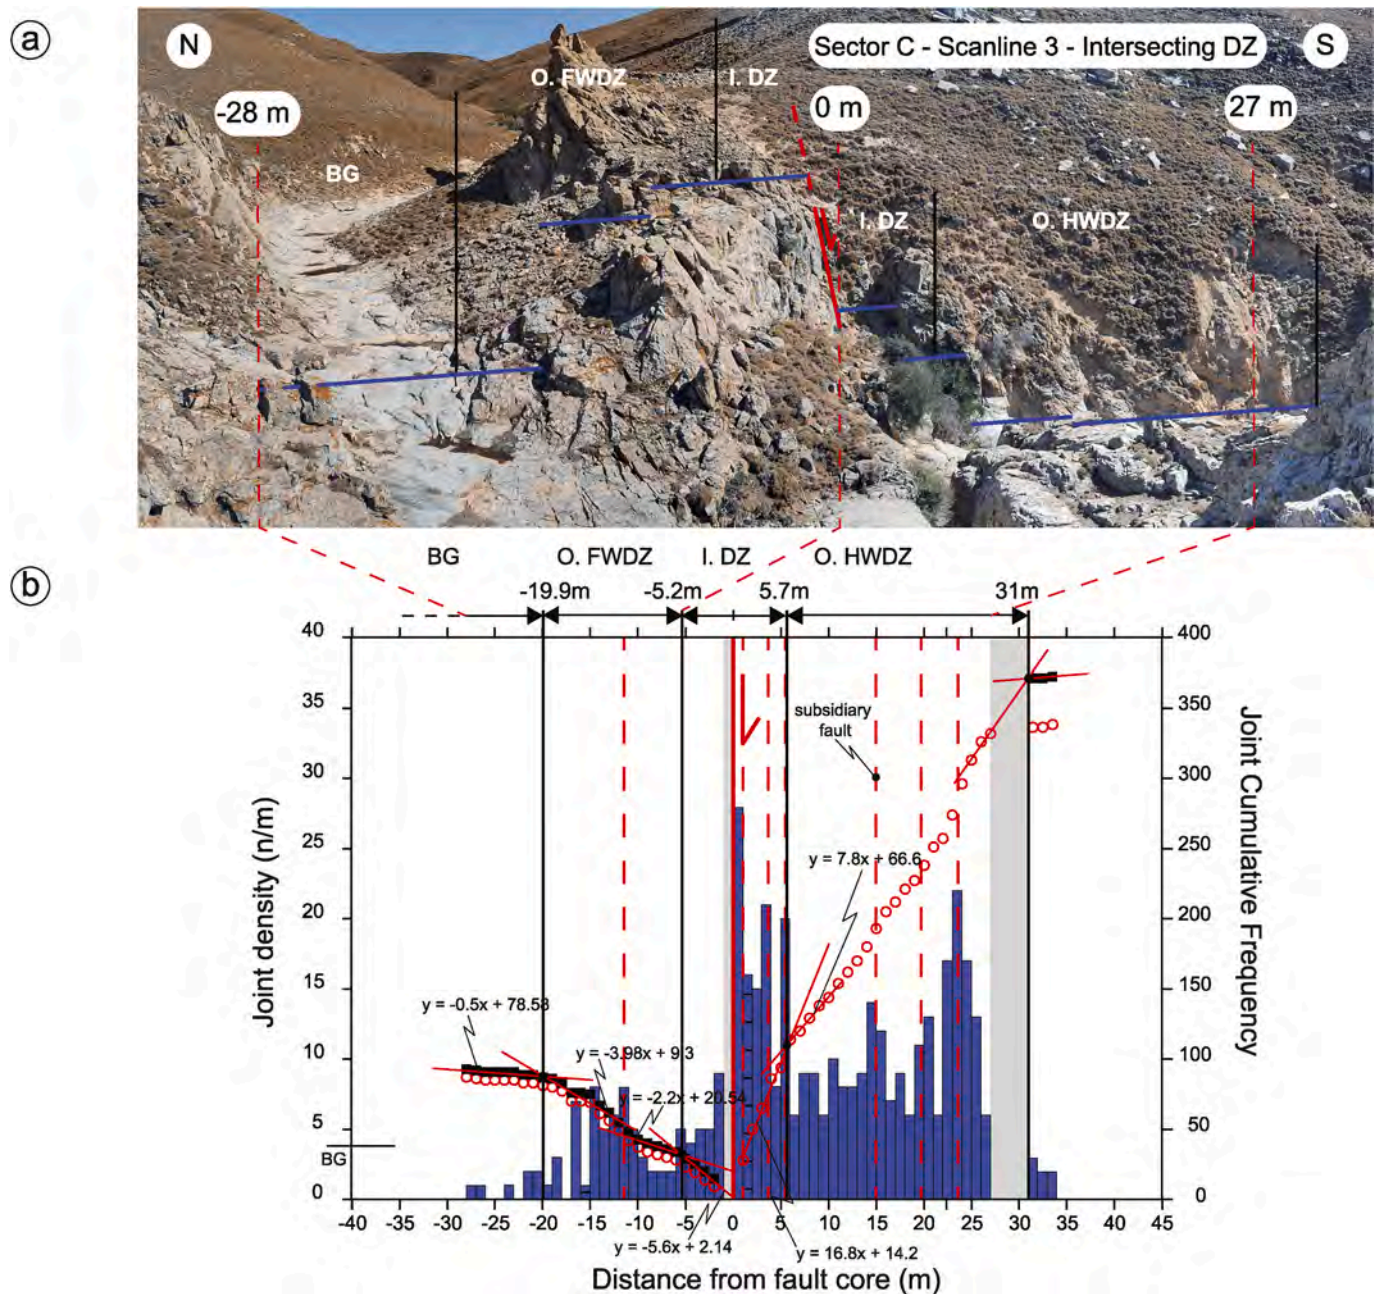 a
N
Sector C - Scanline 3 - Intersecting DZ
S
O. FWDZ
I. DZ
-28 m
0 m
27 m
BG
I. DZ
O. HWDZ
b
BG
O. FWDZ
I. DZ
O. HWDZ
-19.9m
-5.2m
5.7m
31m
40
35
30
25
20
15
10
5
0
BG
Joint density (n/m)
400
350
300
250
200
150
100
50
0
Joint Cumulative Frequency
subsidiary
fault
y = 7.8x + 66.6
y = -0.5x + 78.58
y = -3.98x + 9.3
y = -2.2x + 20.54
y = -5.6x + 2.14
y = 16.8x + 14.2
-40
-35
-30
-25
-20
-15
-10
-5
0
5
10
15
20
25
30
35
40
45
Distance from fault core (m)